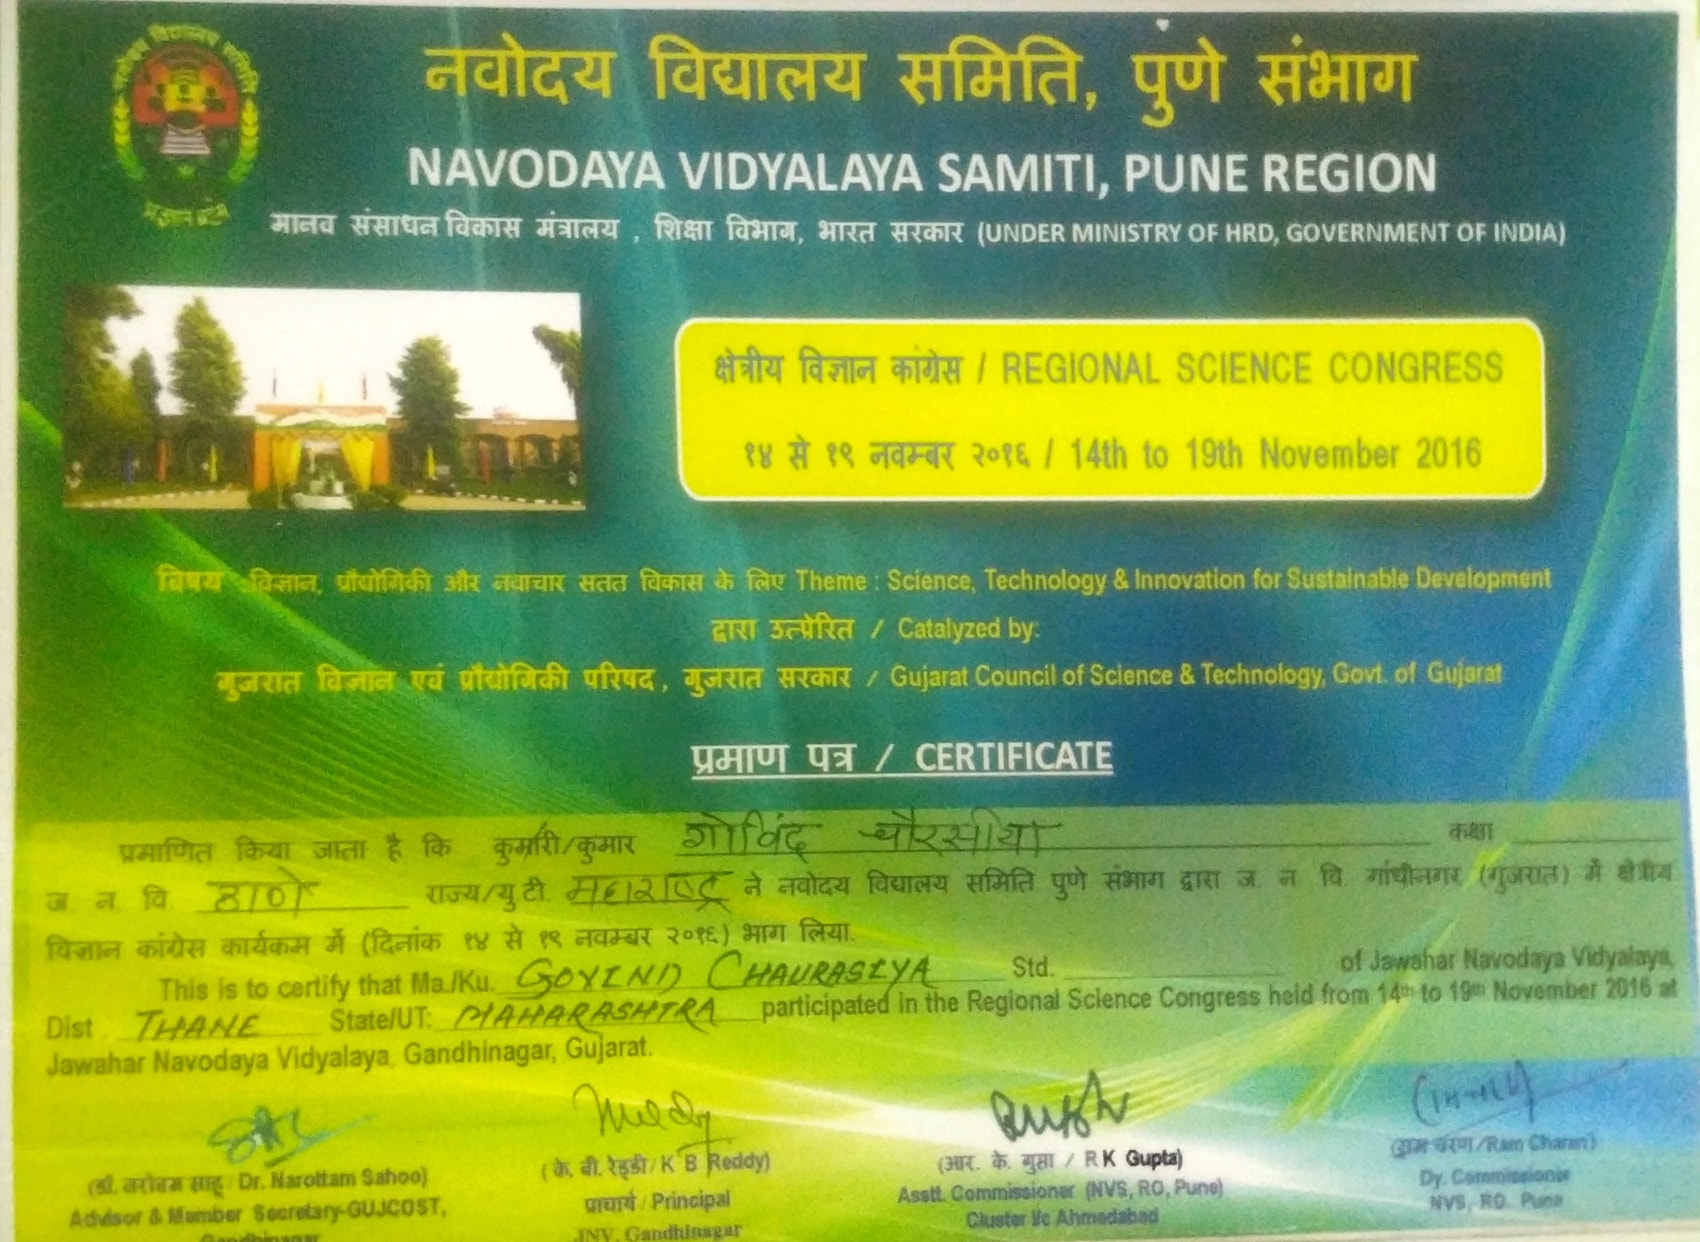 नवोदय विद्यालय समिति
प्रज्ञानं ब्रह्म
नवोदय विद्यालय समिति, पुणे संभाग
NAVODAYA VIDYALAYA SAMITI, PUNE REGION
मानव संसाधन विकास मंत्रालय , शिक्षा विभाग, भारत सरकार (UNDER MINISTRY OF HRD, GOVERNMENT OF INDIA)
क्षेत्रीय विज्ञान कांग्रेस / REGIONAL SCIENCE CONGRESS
१४ से १९ नवम्बर २०१६ / 14th to 19th November 2016
विषय विज्ञान, प्रौद्योगिकी और नवाचार सतत विकास के लिए Theme : Science, Technology & Innovation for Sustainable Development
द्वारा उत्प्रेरित / Catalyzed by:
गुजरात विज्ञान एवं प्रौद्योगिकी परिषद , गुजरात सरकार / Gujarat Council of Science & Technology, Govt. of Gujarat
प्रमाण पत्र / CERTIFICATE
प्रमाणित किया जाता है कि कुमारी/कुमार गोविंद चौरसीया कक्षा
ज. न. वि. ठाणे राज्य/यु.टी. महाराष्ट्र ने नवोदय विद्यालय समिति पुणे संभाग द्वारा ज. न. वि. गांधीनगर (गुजरात) में क्षेत्रीय
विज्ञान कांग्रेस कार्यकम में (दिनांक १४ से १९ नवम्बर २०१६) भाग लिया.
This is to certify that Ma./Ku. GOVIND CHAURASIYA Std. of Jawahar Navodaya Vidyalaya,
Dist. THANE State/UT: MAHARASHTRA participated in the Regional Science Congress held from 14th to 19th November 2016 at
Jawahar Navodaya Vidyalaya, Gandhinagar, Gujarat.
(डॉ. नरोत्तम साहू / Dr. Narottam Sahoo)
Advisor & Member Secretary-GUJCOST,
Gandhinagar
(के. बी. रेड्डी/K B Reddy)
प्राचार्य / Principal
JNV, Gandhinagar
(आर. के. गुप्ता / R K Gupta)
Asstt. Commissioner (NVS, RO, Pune)
Cluster I/c Ahmedabad
(राम चरण/Ram Charan)
Dy. Commissioner
NVS, RO. Pune